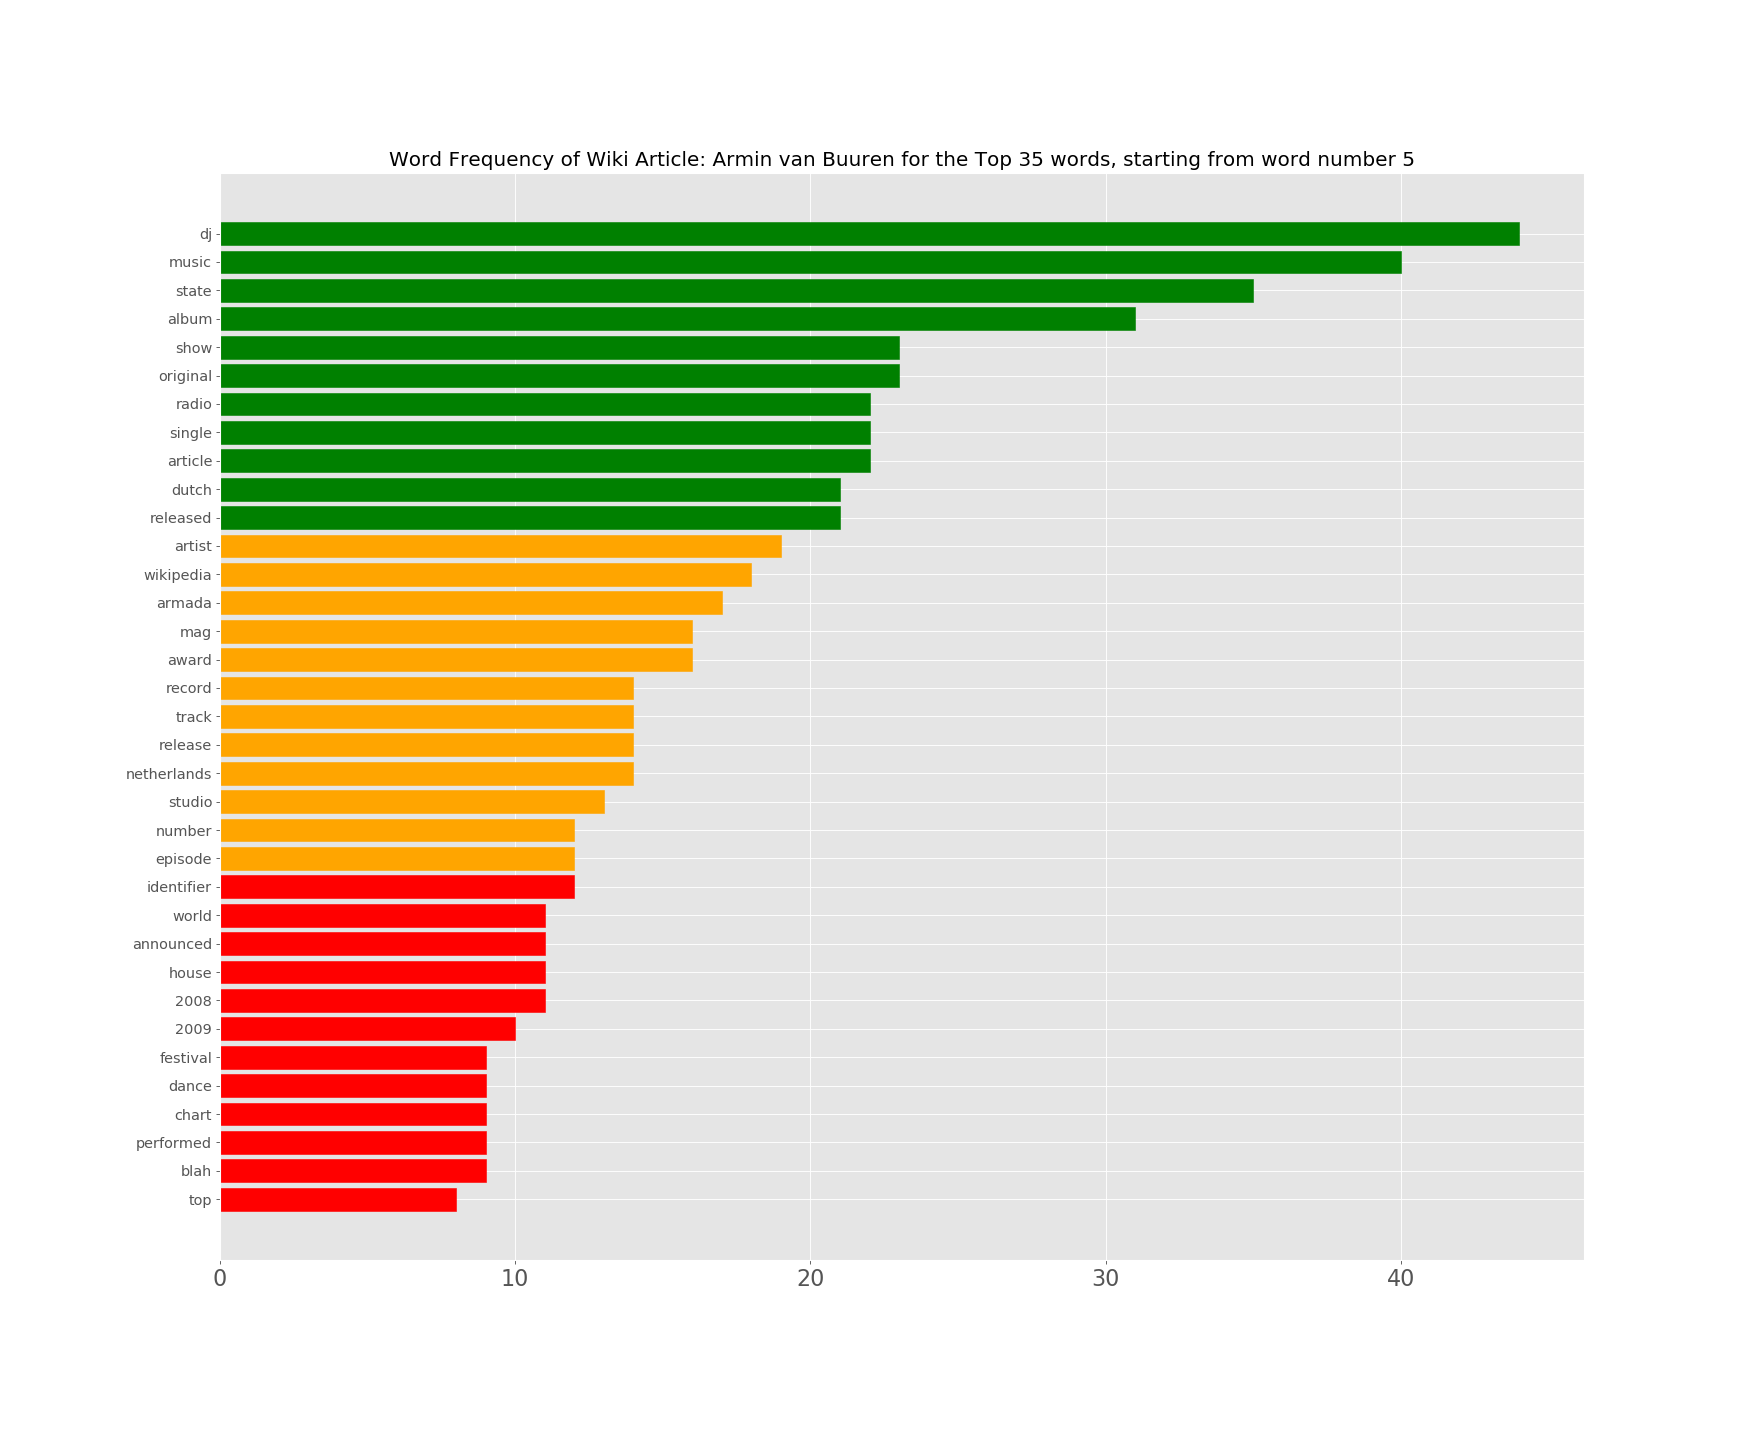 Word Frequency of Wiki Article: Armin van Buuren for the Top 35 words, starting from word number 5
dj
music
state
album
show
original
radio
single
article
dutch
released
artist
wikipedia
armada
mag
award
record
track
release
netherlands
studio
number
episode
identifier
world
announced
house
2008
2009
festival
dance
chart
performed
blah
top
0 10 20 30 40